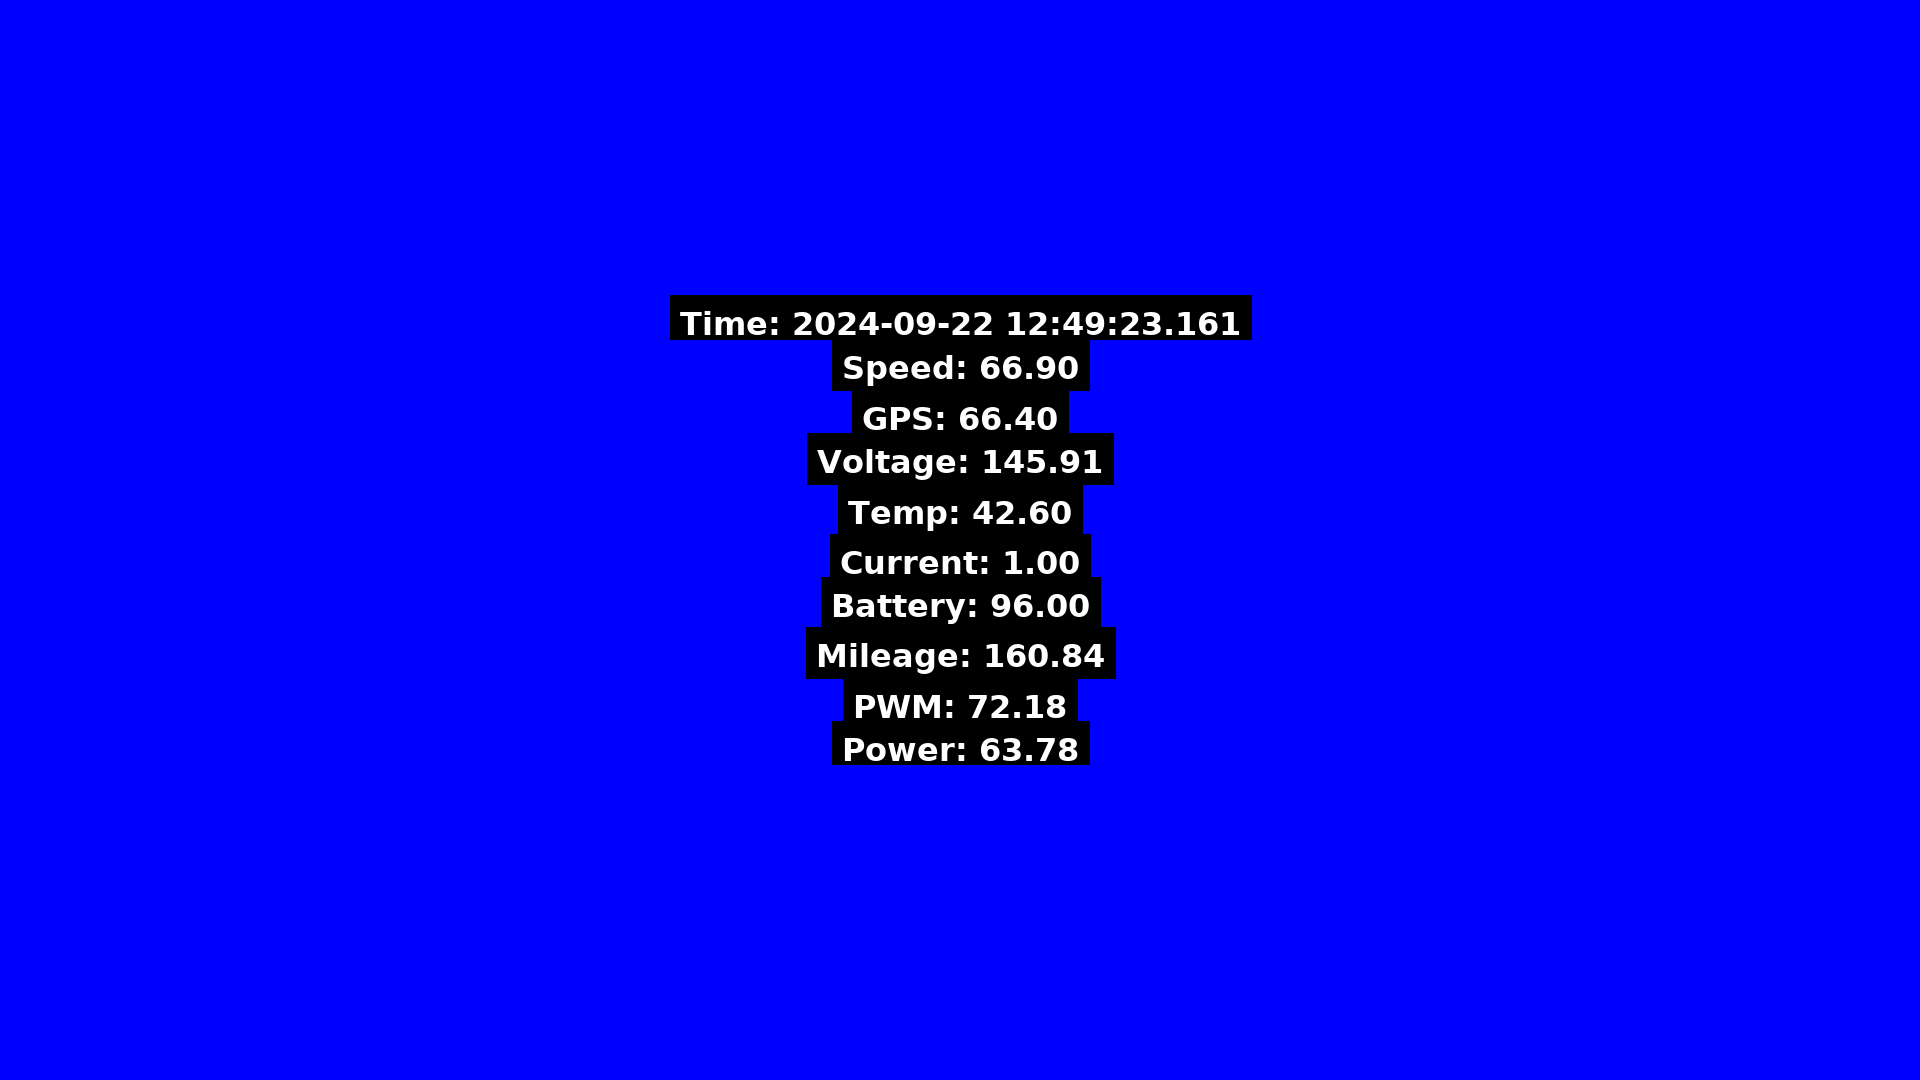 Time: 2024-09-22 12:49:23.161
Speed: 66.90
GPS: 66.40
Voltage: 145.91
Temp: 42.60
Current: 1.00
Battery: 96.00
Mileage: 160.84
PWM: 72.18
Power: 63.78